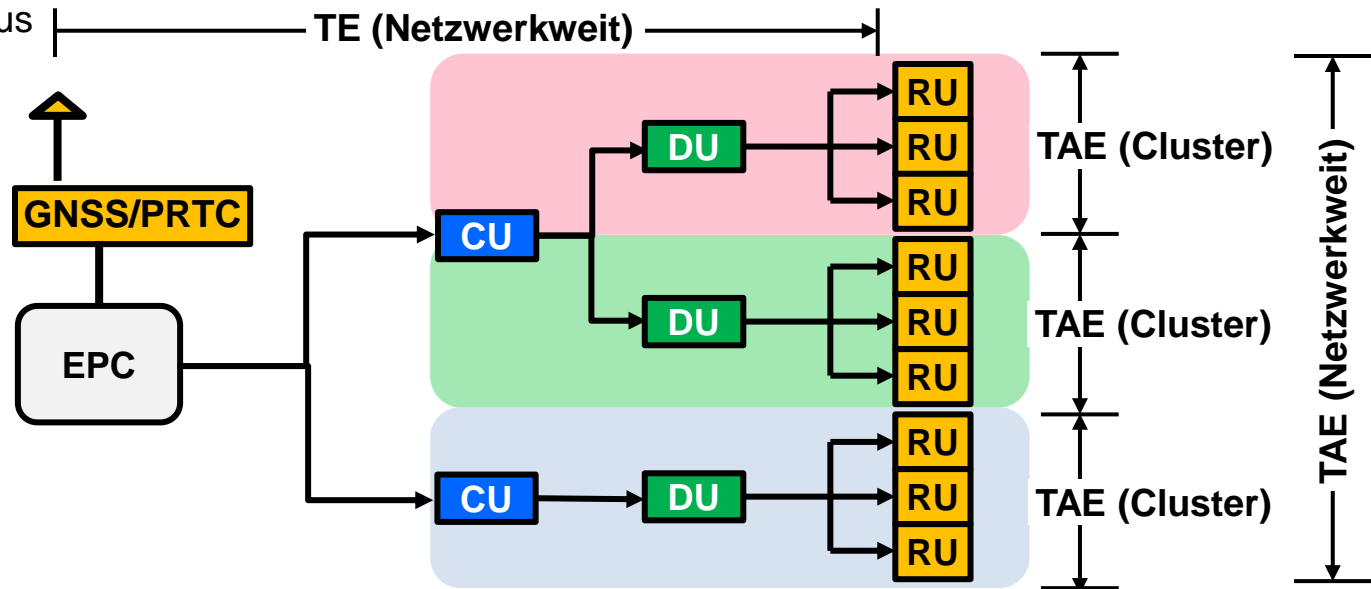 us
TE (Netzwerkweit)
GNSS/PRTC
EPC
CU
DU
RU
RU
RU
TAE (Cluster)
DU
RU
RU
RU
TAE (Cluster)
CU
DU
RU
RU
RU
TAE (Cluster)
TAE (Netzwerkweit)